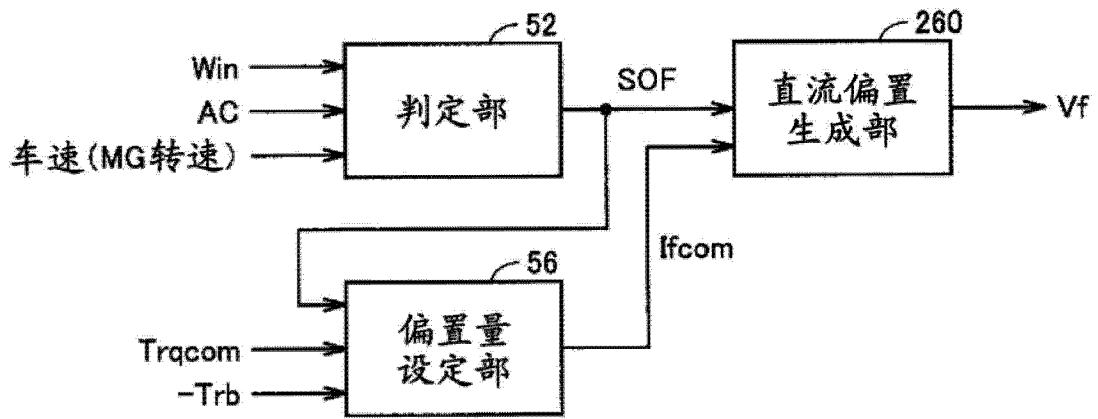 52
260
Win
AC
车速(MG转速)
判定部
SOF
直流偏置
生成部
Vf
Ifcom
56
Trqcom
-Trb
偏置量
设定部